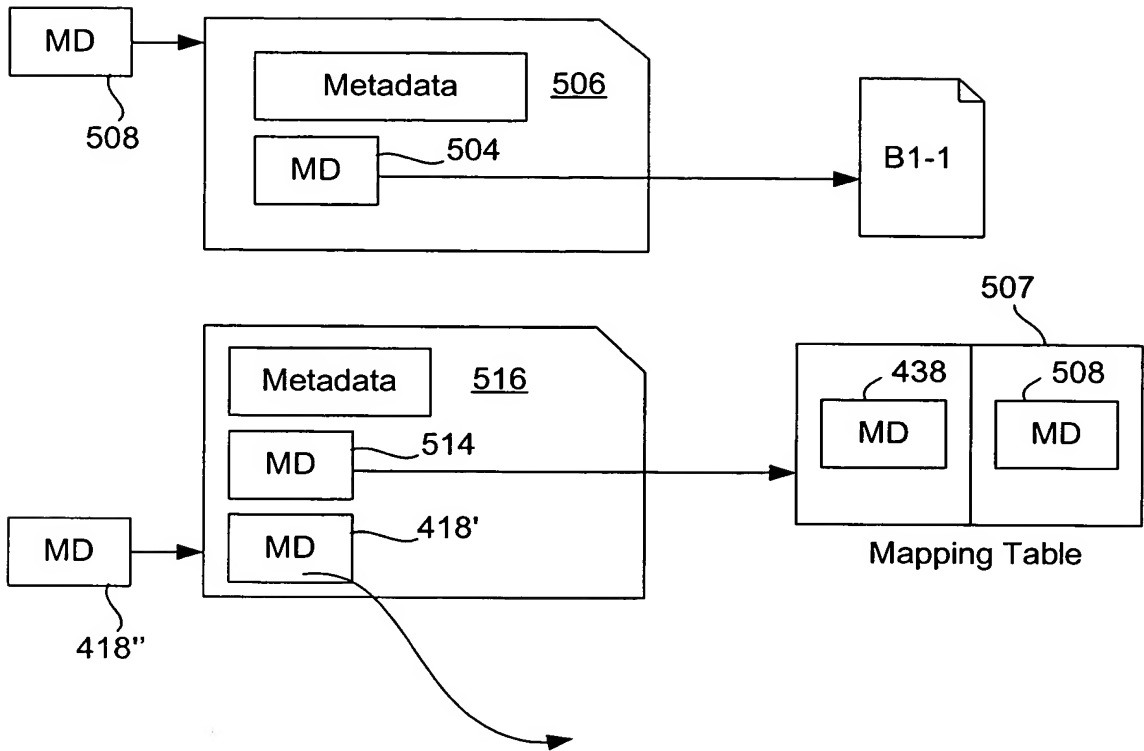 MD
508
Metadata
506
MD
504
B1-1
507
Metadata
516
438
508
MD
514
MD
MD
MD
418'
MD
Mapping Table
418"